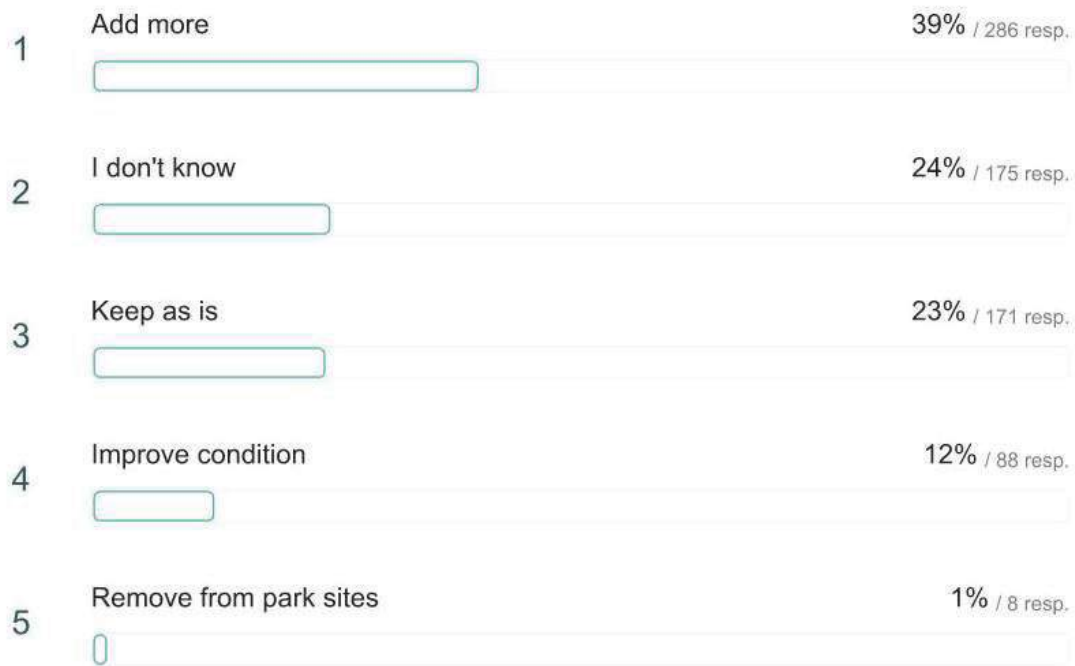 1 Add more 39% / 286 resp.
2 I don't know 24% / 175 resp.
3 Keep as is 23% / 171 resp.
4 Improve condition 12% / 88 resp.
5 Remove from park sites 1% / 8 resp.